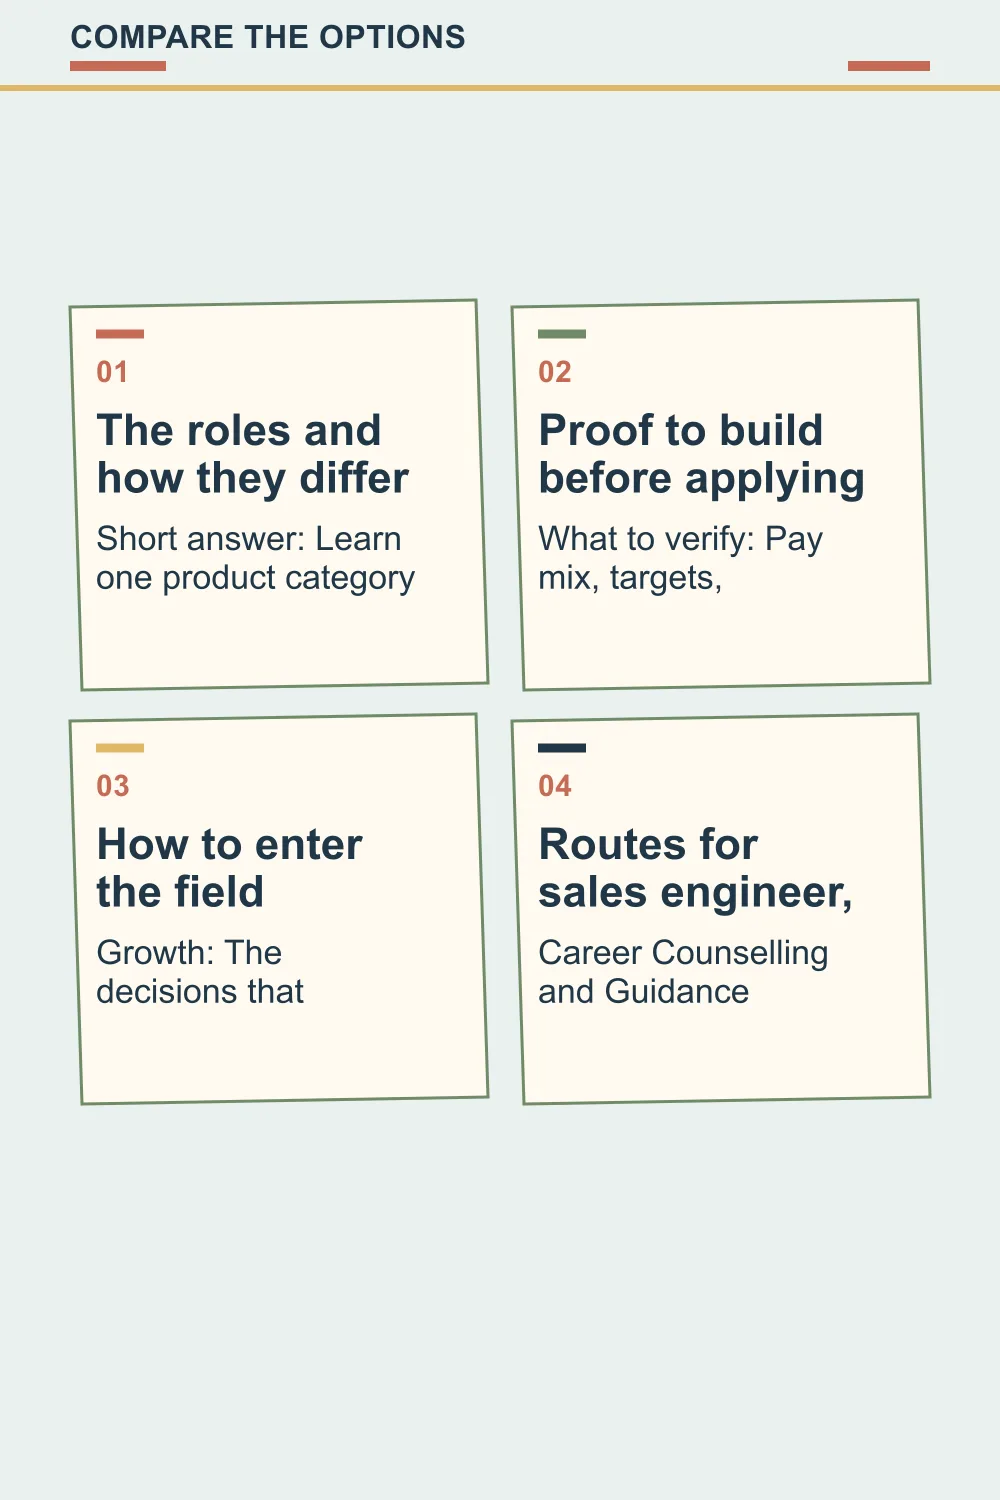 COMPARE THE OPTIONS
01
The roles and
how they differ
Short answer: Learn
one product category
02
Proof to build
before applying
What to verify: Pay
mix, targets,
03
How to enter
the field
Growth: The
decisions that
04
Routes for
sales engineer,
Career Counselling
and Guidance